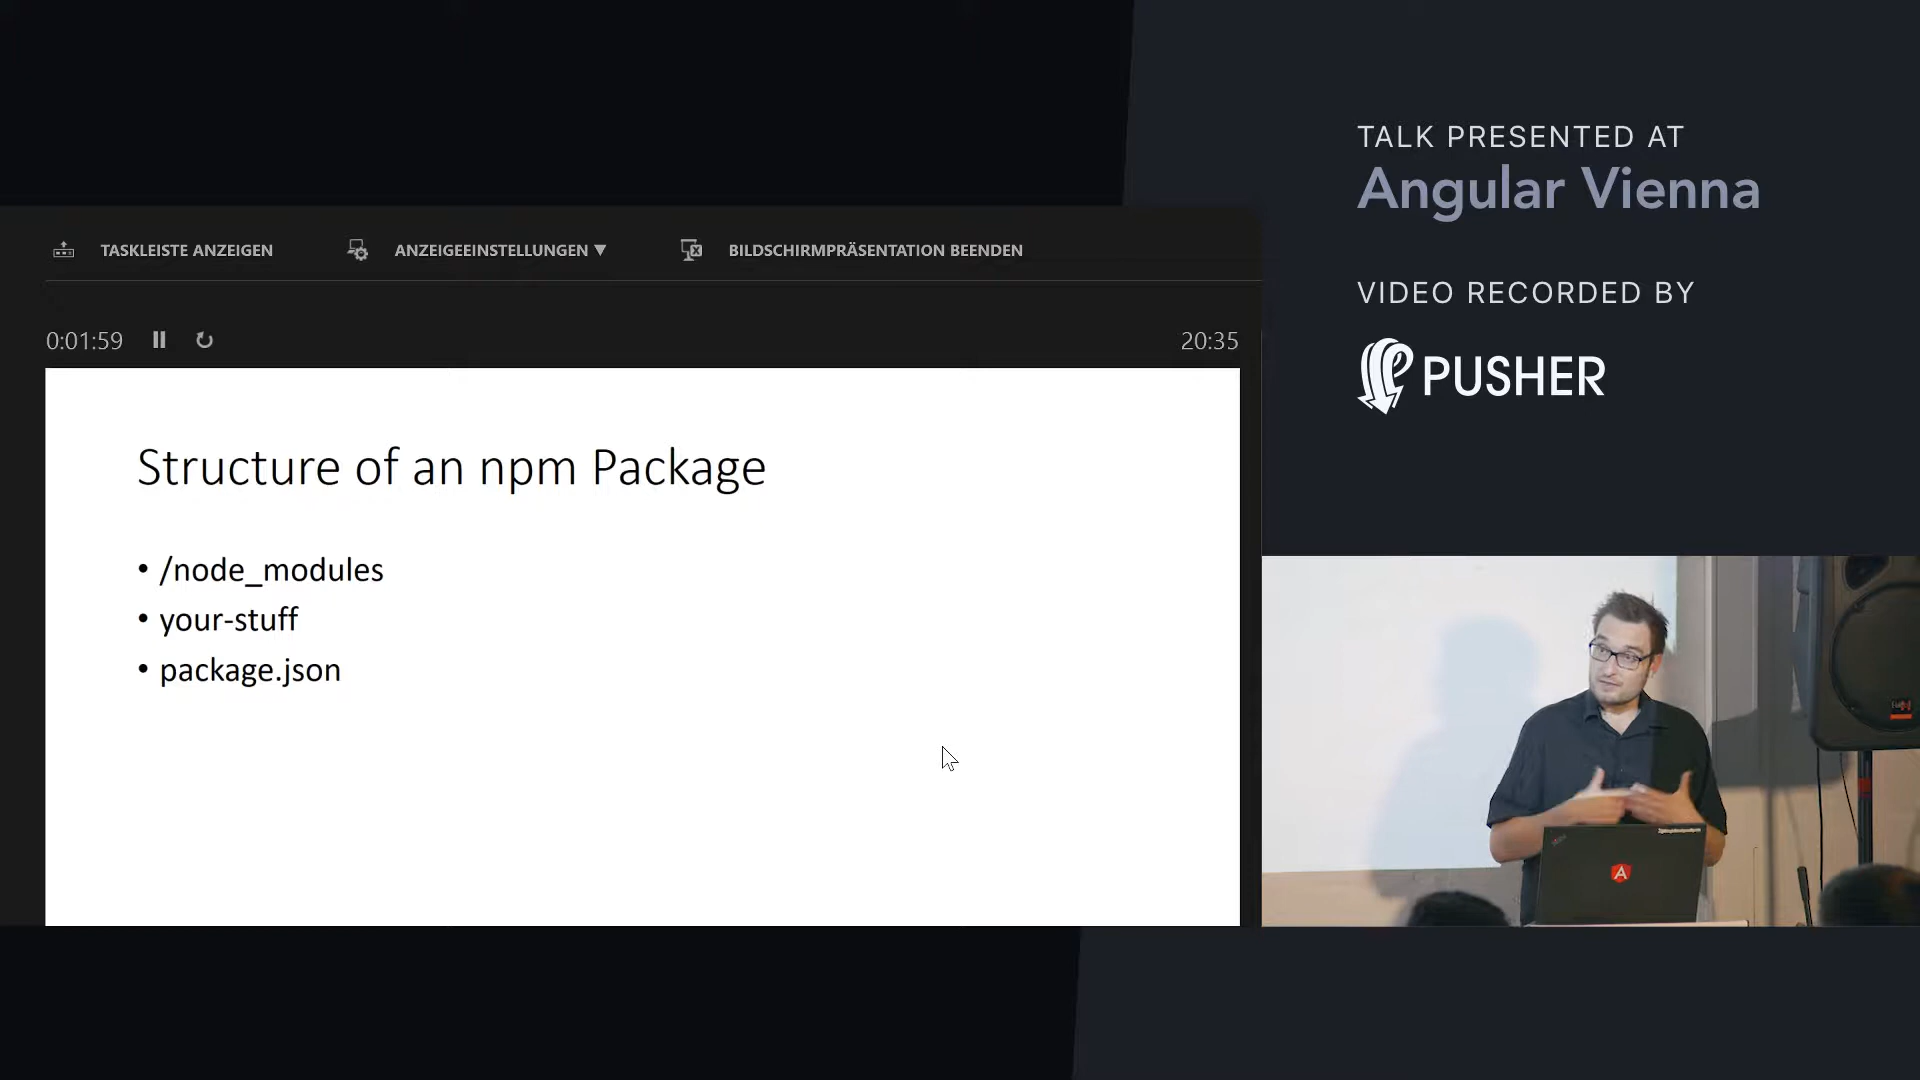 TALK PRESENTED AT
Angular Vienna
VIDEO RECORDED BY
PUSHER
TASKLEISTE ANZEIGEN
ANZEIGEEINSTELLUNGEN ▼
BILDSCHIRMPRÄSENTATION BEENDEN
0:01:59
20:35
Structure of an npm Package
• /node_modules
• your-stuff
• package.json
A